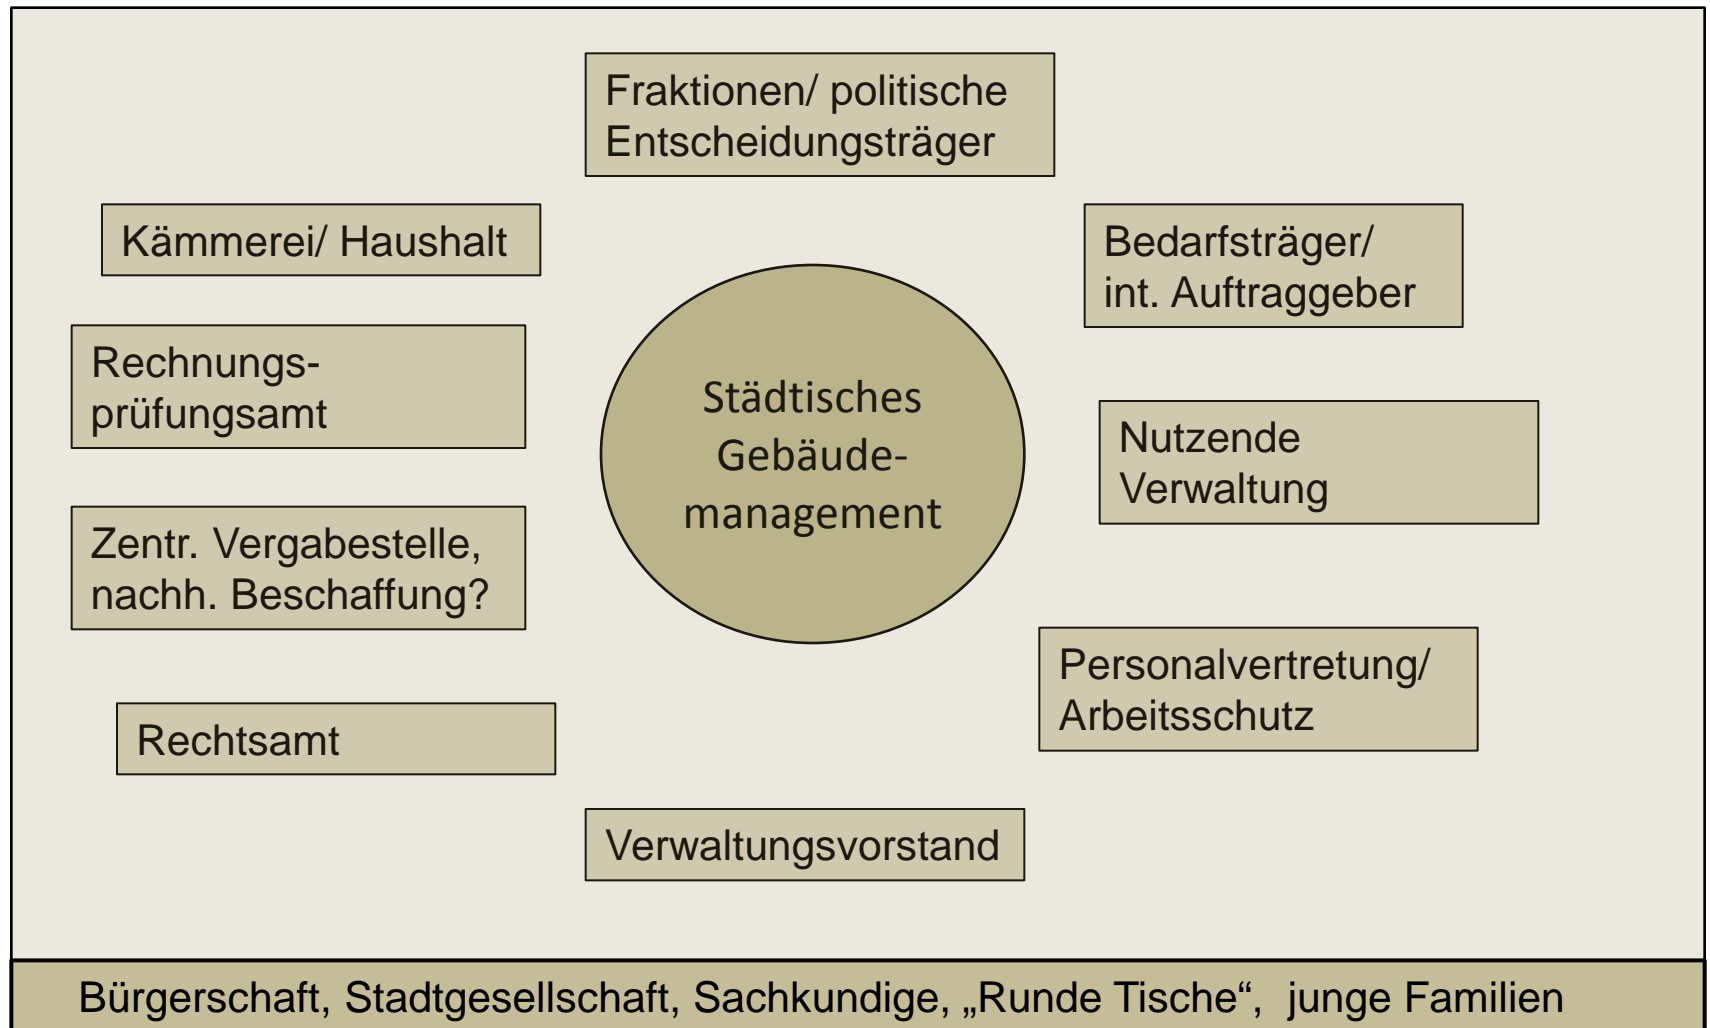 Fraktionen/ politische
Entscheidungsträger
Kämmerei/ Haushalt
Bedarfsträger/
int. Auftraggeber
Rechnungs-
prüfungsamt
Städtisches
Gebäude-
management
Nutzende
Verwaltung
Zentr. Vergabestelle,
nachh. Beschaffung?
Personalvertretung/
Arbeitsschutz
Rechtsamt
Verwaltungsvorstand
Bürgerschaft, Stadtgesellschaft, Sachkundige, „Runde Tische“, junge Familien